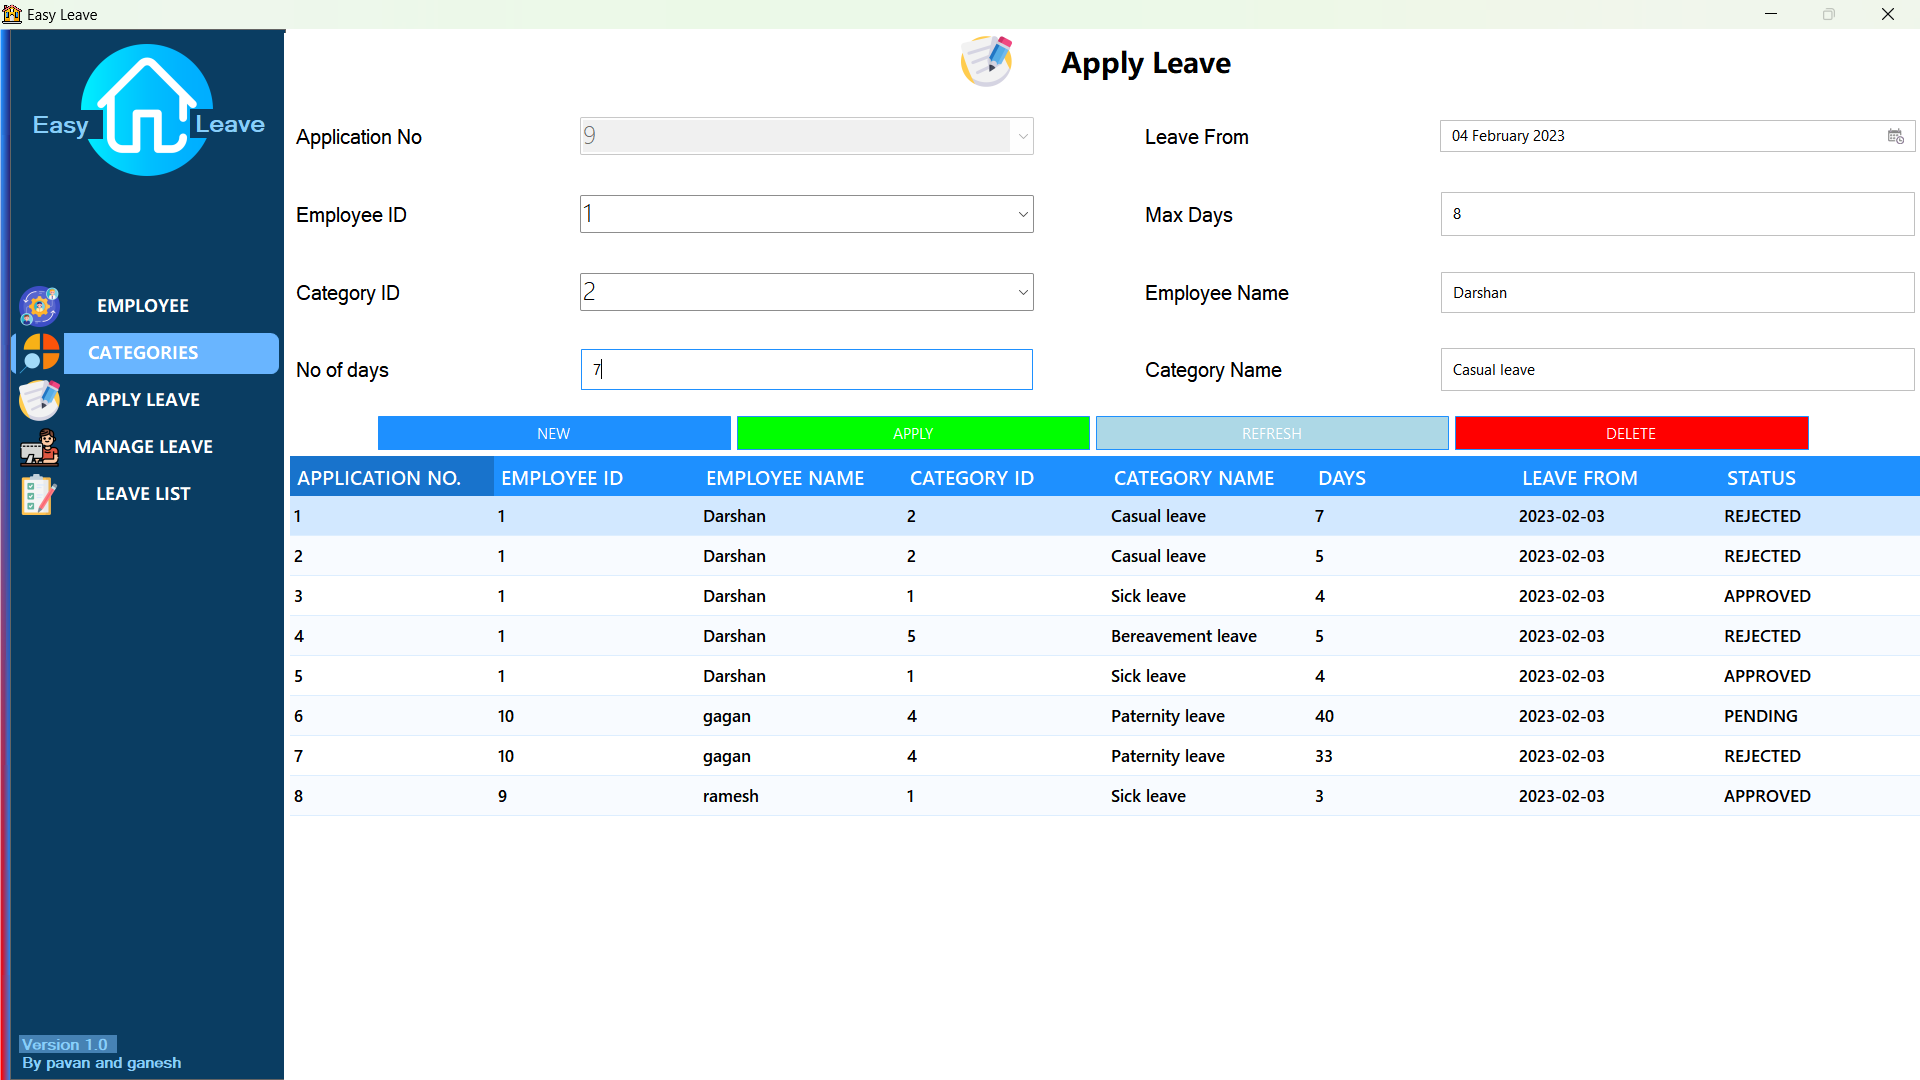 Easy Leave
Easy Leave
EMPLOYEE
CATEGORIES
APPLY LEAVE
MANAGE LEAVE
LEAVE LIST
Version 1.0
By pavan and ganesh
Apply Leave
Application No 9 Leave From 04 February 2023
Employee ID 1 Max Days 8
Category ID 2 Employee Name Darshan
No of days 7 Category Name Casual leave
NEW APPLY REFRESH DELETE
APPLICATION NO. EMPLOYEE ID EMPLOYEE NAME CATEGORY ID CATEGORY NAME DAYS LEAVE FROM STATUS
1 1 Darshan 2 Casual leave 7 2023-02-03 REJECTED
2 1 Darshan 2 Casual leave 5 2023-02-03 REJECTED
3 1 Darshan 1 Sick leave 4 2023-02-03 APPROVED
4 1 Darshan 5 Bereavement leave 5 2023-02-03 REJECTED
5 1 Darshan 1 Sick leave 4 2023-02-03 APPROVED
6 10 gagan 4 Paternity leave 40 2023-02-03 PENDING
7 10 gagan 4 Paternity leave 33 2023-02-03 REJECTED
8 9 ramesh 1 Sick leave 3 2023-02-03 APPROVED